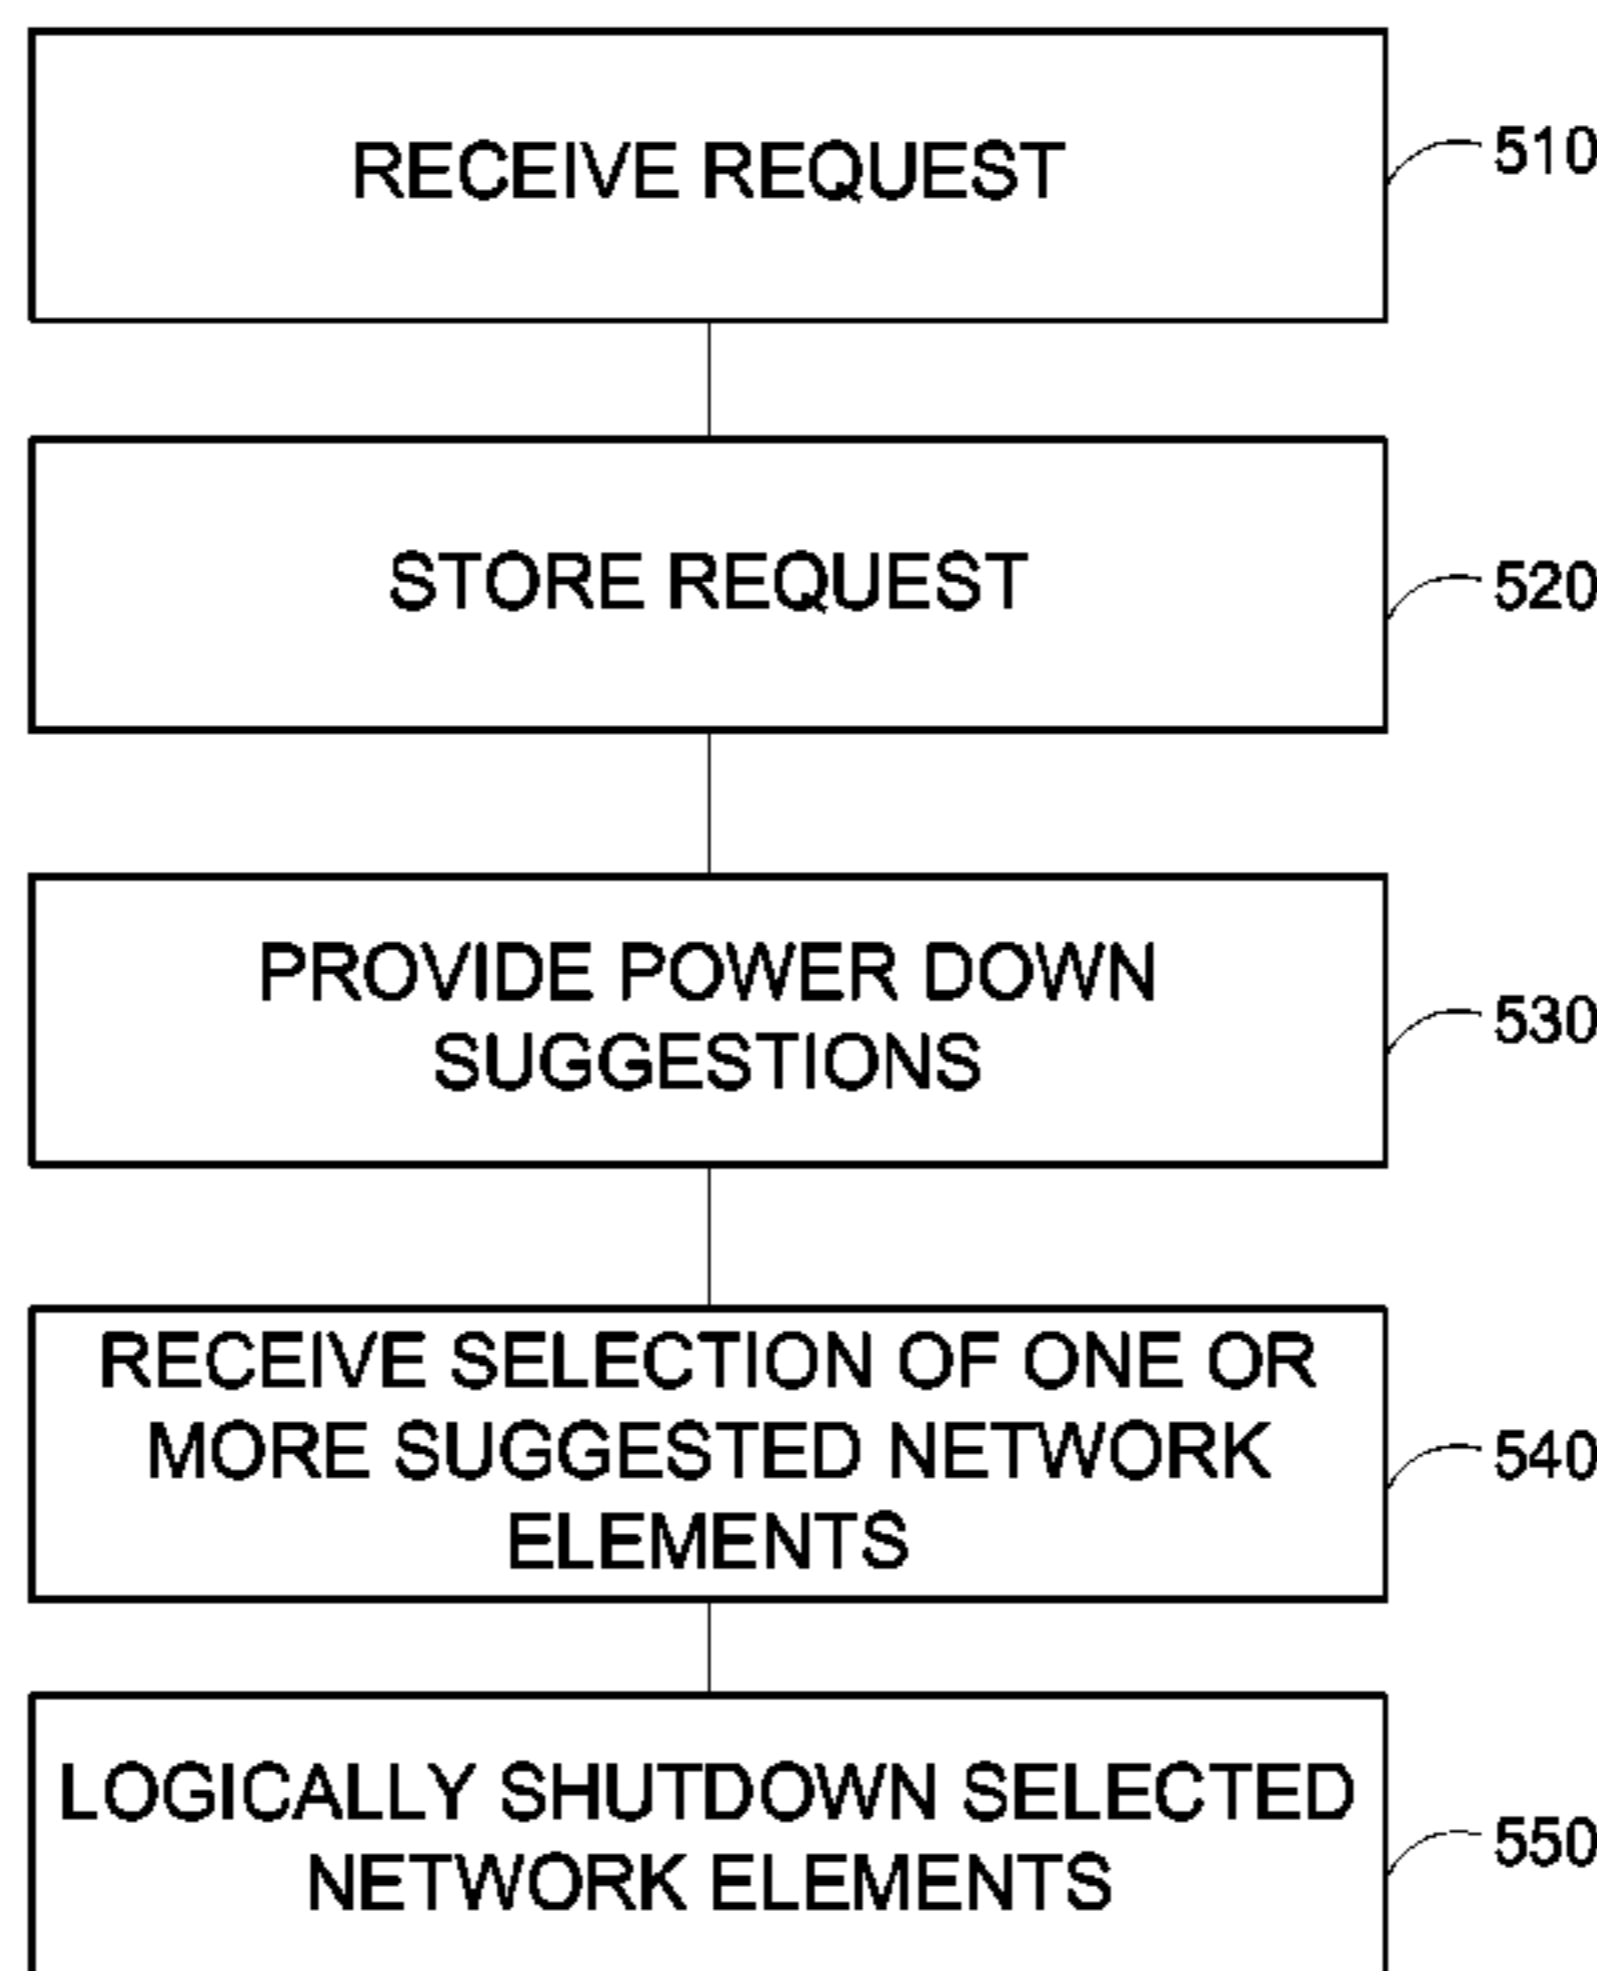 RECEIVE REQUEST
510
STORE REQUEST
520
PROVIDE POWER DOWN
SUGGESTIONS
530
RECEIVE SELECTION OF ONE OR
MORE SUGGESTED NETWORK
ELEMENTS
540
LOGICALLY SHUTDOWN SELECTED
NETWORK ELEMENTS
550